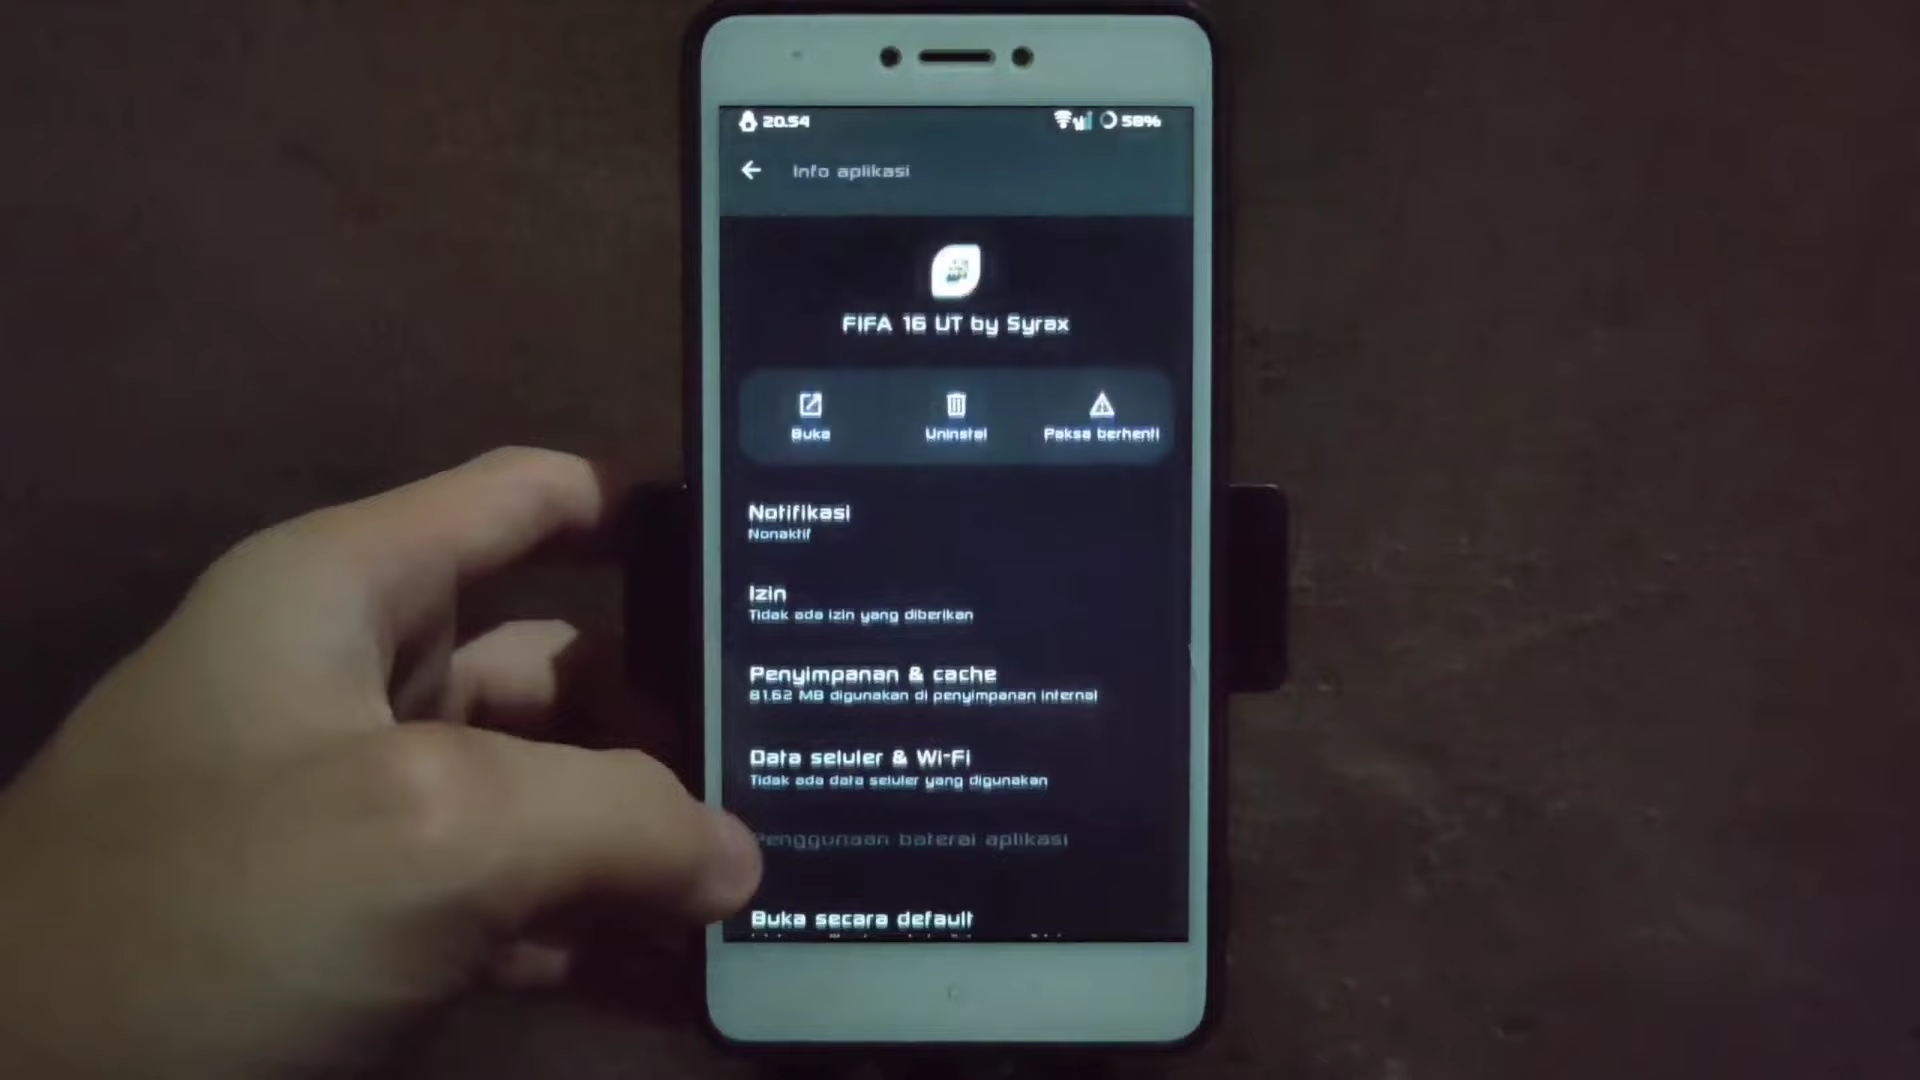 20.54
58%
Info aplikasi
FIFA 16 UT by Syrax
Buka
Uninstal
Paksa berhenti
Notifikasi
Nonaktif
Izin
Tidak ada izin yang diberikan
Penyimpanan & cache
81.62 MB digunakan di penyimpanan internal
Data seluler & Wi-Fi
Tidak ada data seluler yang digunakan
Penggunaan baterai aplikasi
Buka secara default